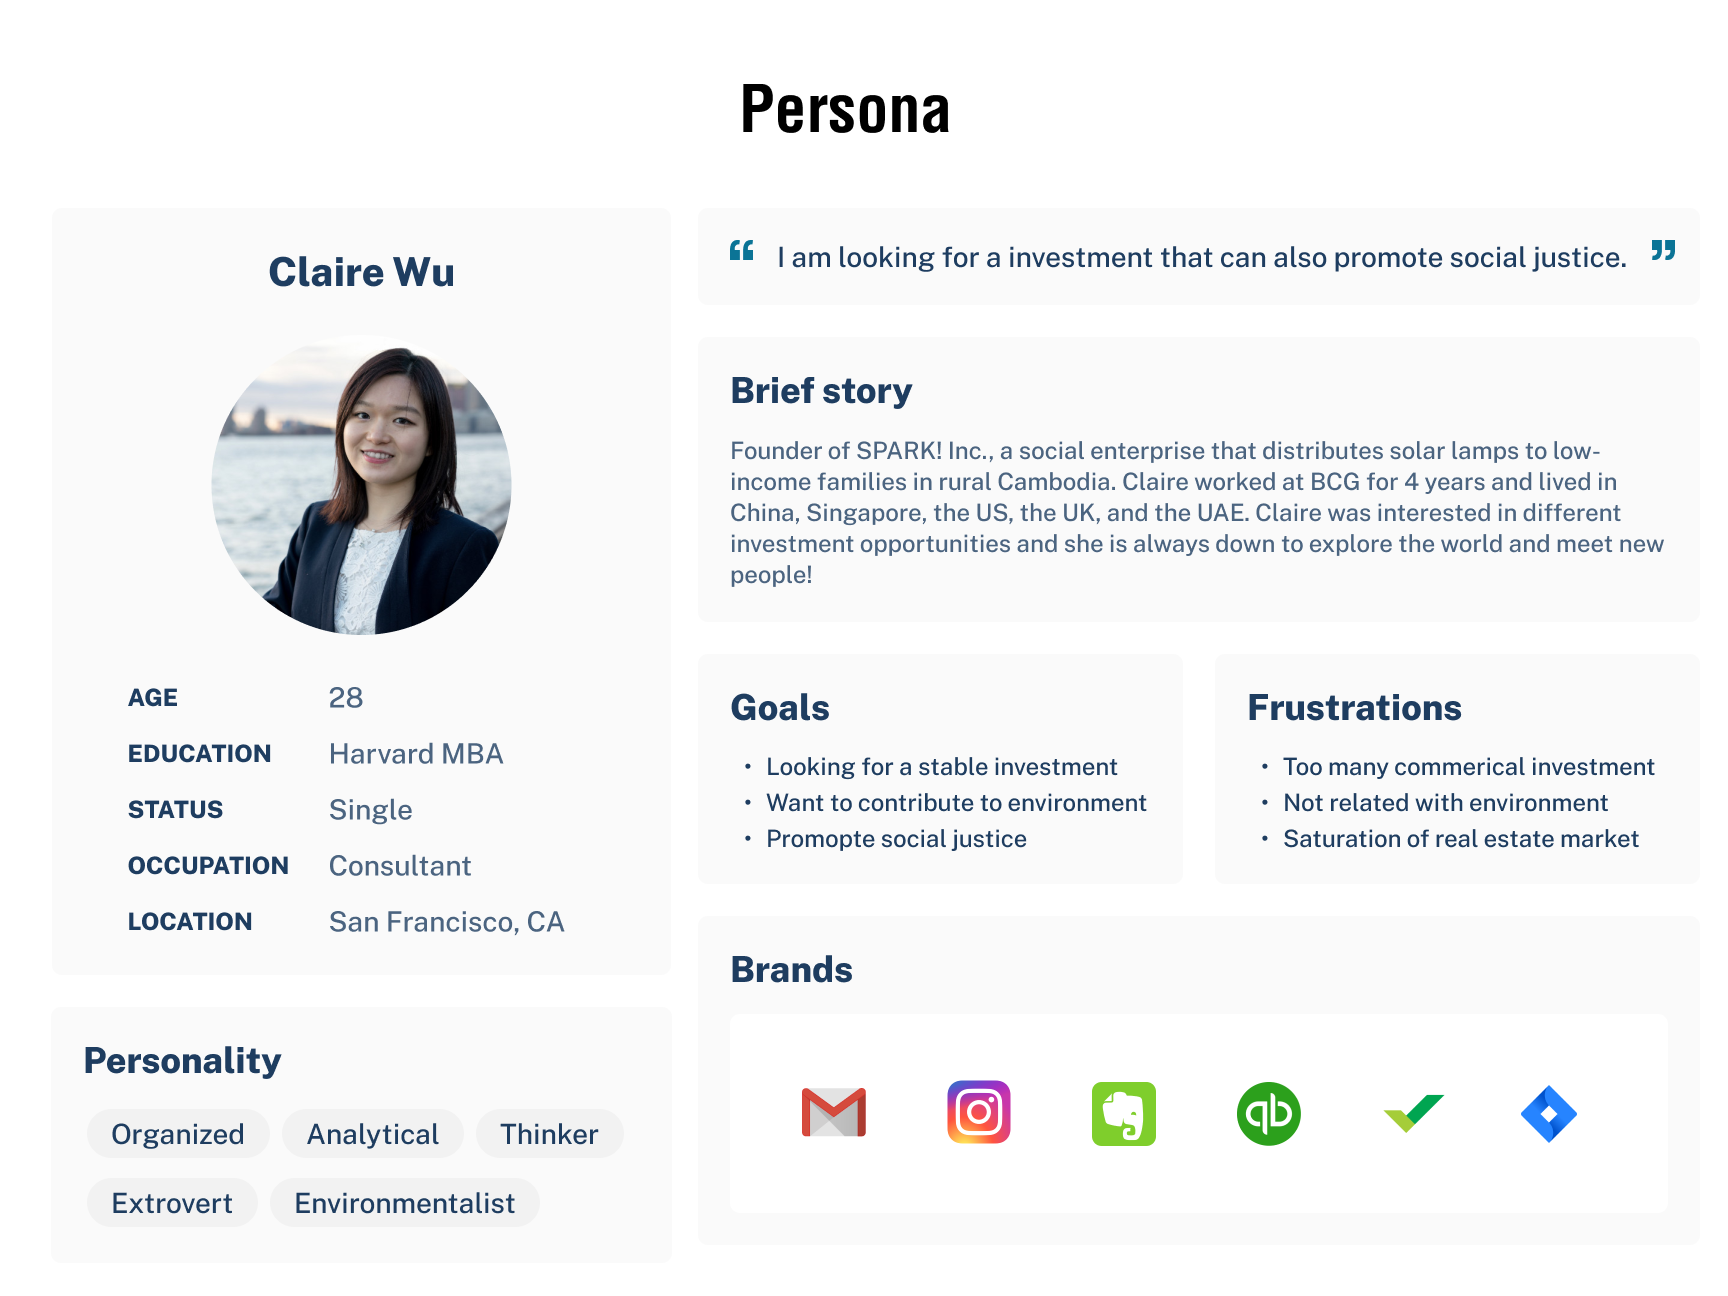 Persona
Claire Wu
AGE 28
EDUCATION Harvard MBA
STATUS Single
OCCUPATION Consultant
LOCATION San Francisco, CA
Personality
Organized Analytical Thinker
Extrovert Environmentalist
“ I am looking for a investment that can also promote social justice. ”
Brief story
Founder of SPARK! Inc., a social enterprise that distributes solar lamps to low-
income families in rural Cambodia. Claire worked at BCG for 4 years and lived in
China, Singapore, the US, the UK, and the UAE. Claire was interested in different
investment opportunities and she is always down to explore the world and meet new
people!
Goals
• Looking for a stable investment
• Want to contribute to environment
• Promopte social justice
Frustrations
• Too many commerical investment
• Not related with environment
• Saturation of real estate market
Brands
qb